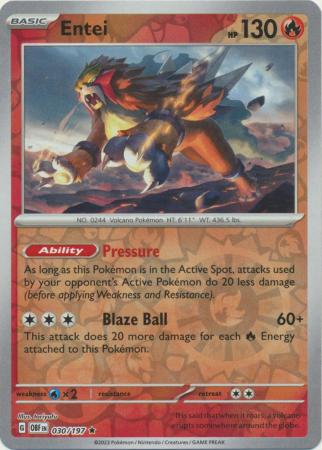 BASIC
Entei
HP 130
NO. 0244 Volcano Pokémon HT: 6'11" WT: 436.5 lbs.
Ability Pressure
As long as this Pokémon is in the Active Spot, attacks used
by your opponent's Active Pokémon do 20 less damage
(before applying Weakness and Resistance).
Blaze Ball 60+
This attack does 20 more damage for each Energy
attached to this Pokémon.
weakness ×2 resistance retreat
G OBF EN 030/197
It is said that when it roars, a volcano
erupts somewhere around the globe.
©2023 Pokémon / Nintendo / Creatures / GAME FREAK